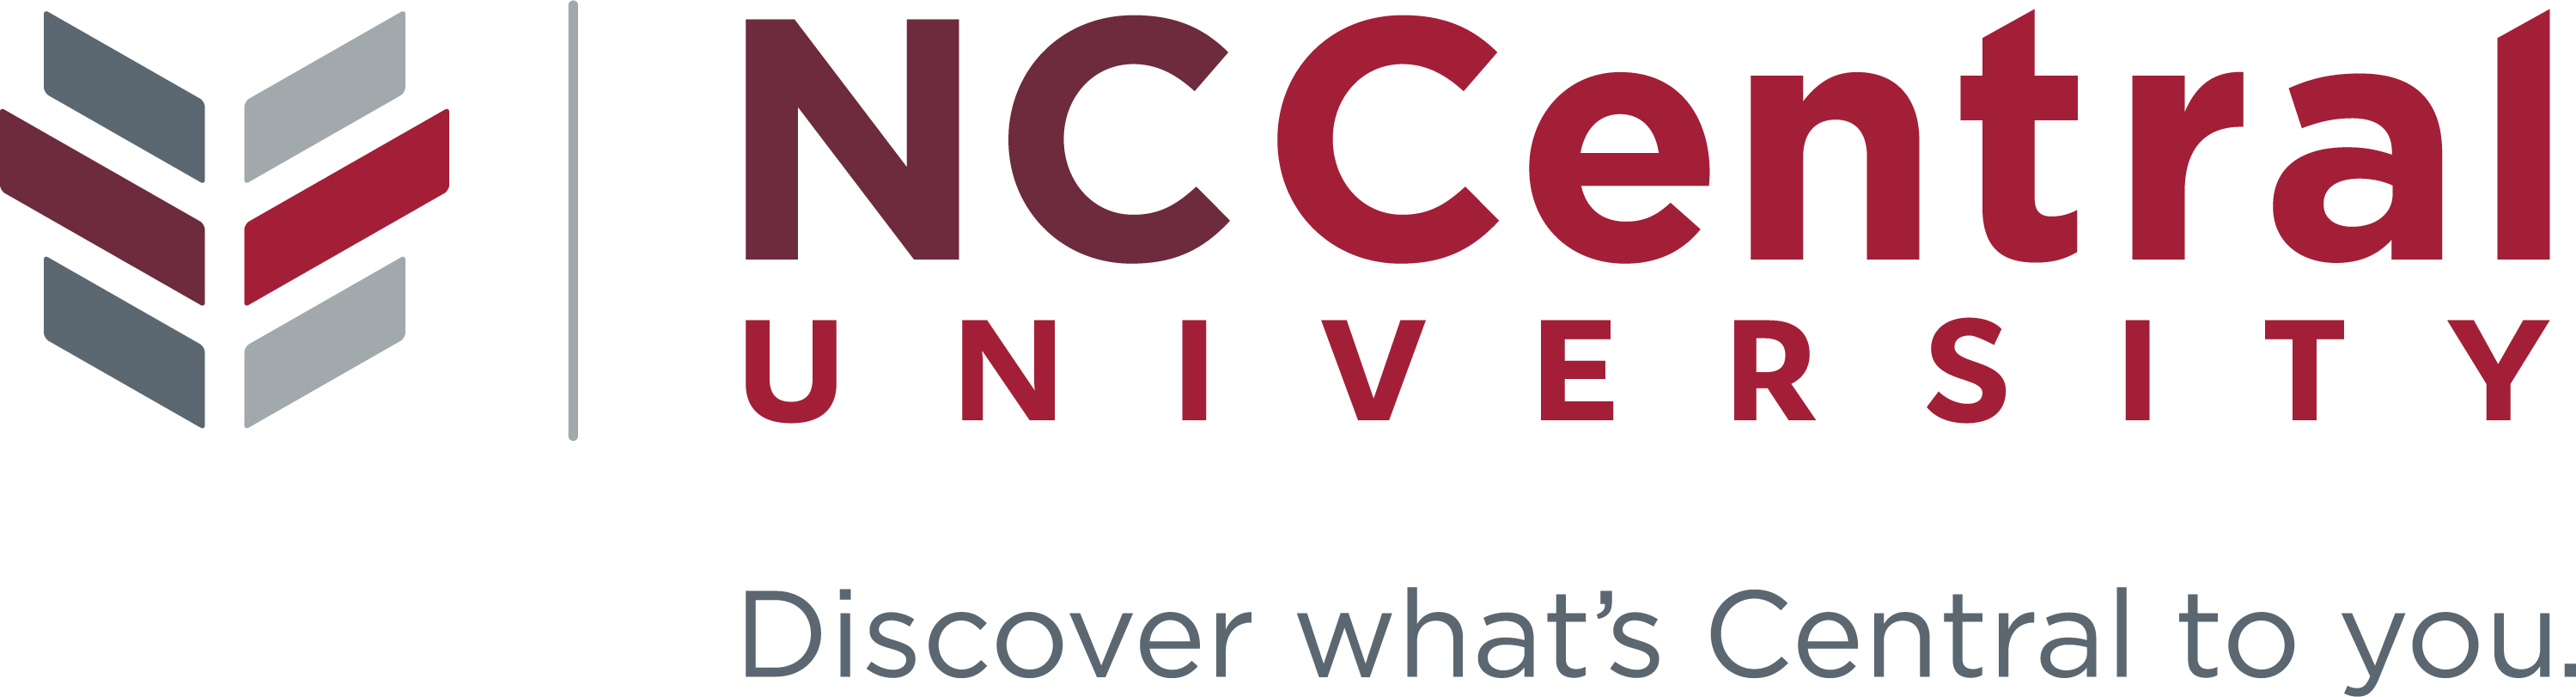 NCCentral
UNIVERSITY
Discover what’s Central to you.